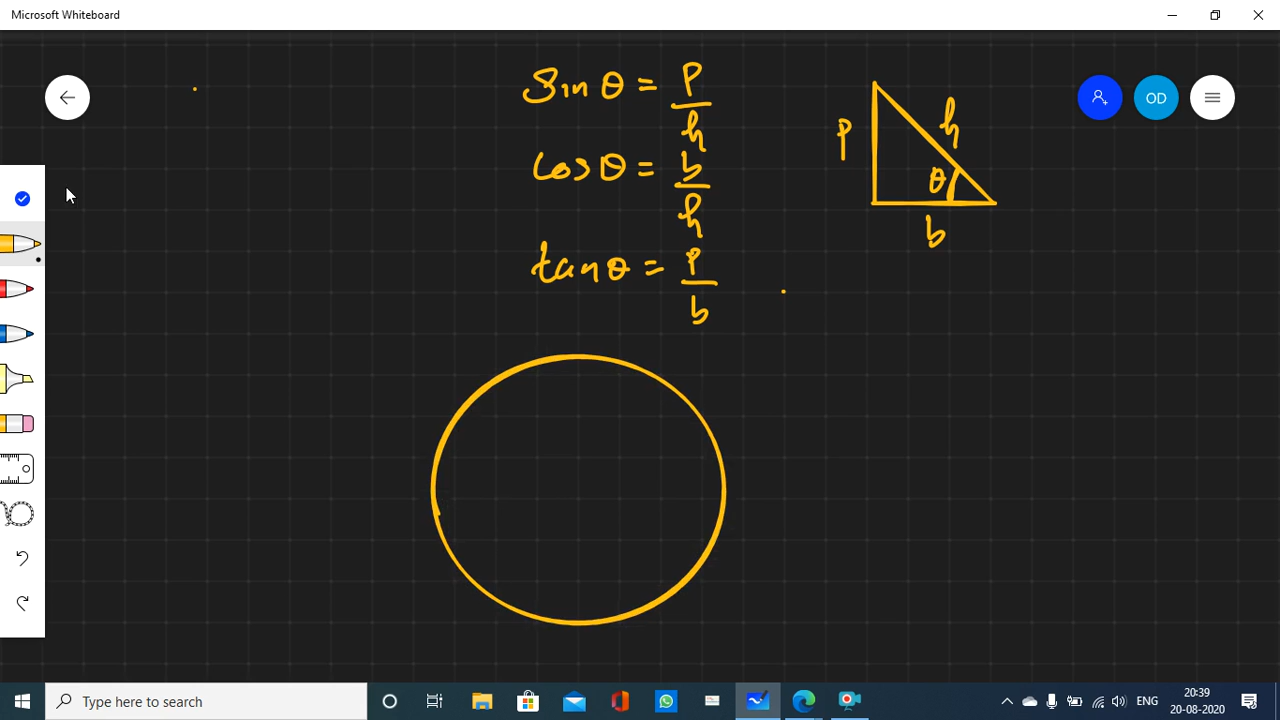 Microsoft Whiteboard
Sin θ = P/h
P
h
OD
cos θ = b/h
θ
b
tan θ = P/b
Type here to search
ENG
20:39
20-08-2020